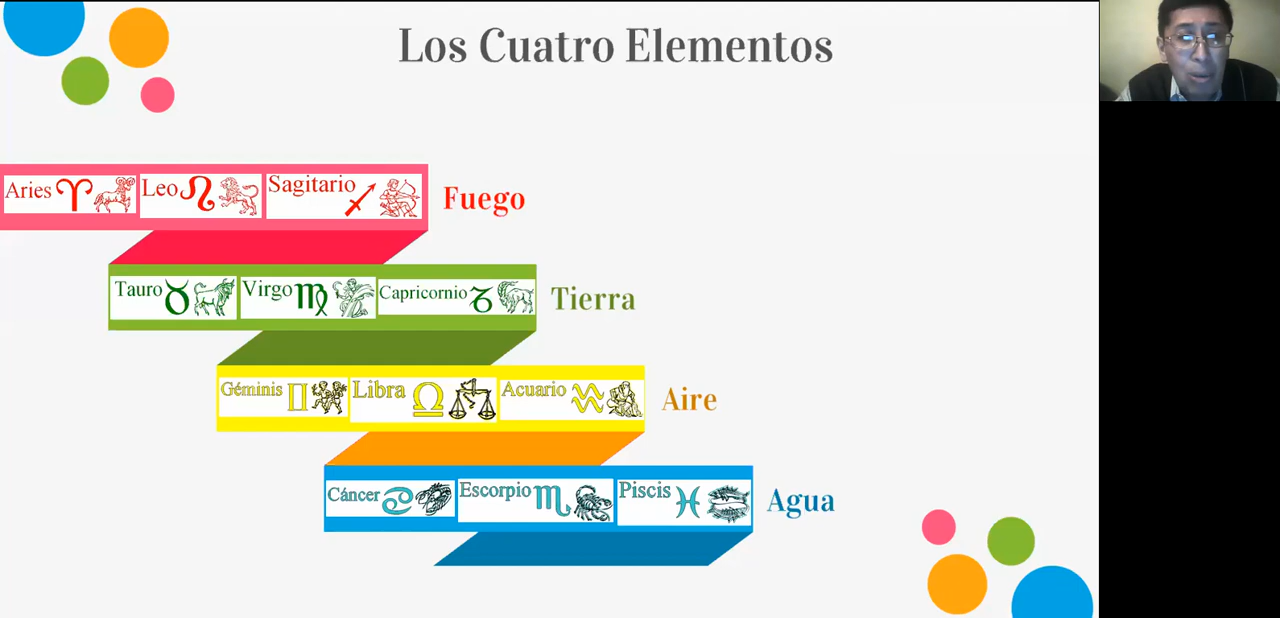 Los Cuatro Elementos
Aries Leo Sagitario Fuego
Tauro Virgo Capricornio Tierra
Géminis Libra Acuario Aire
Cáncer Escorpio Piscis Agua